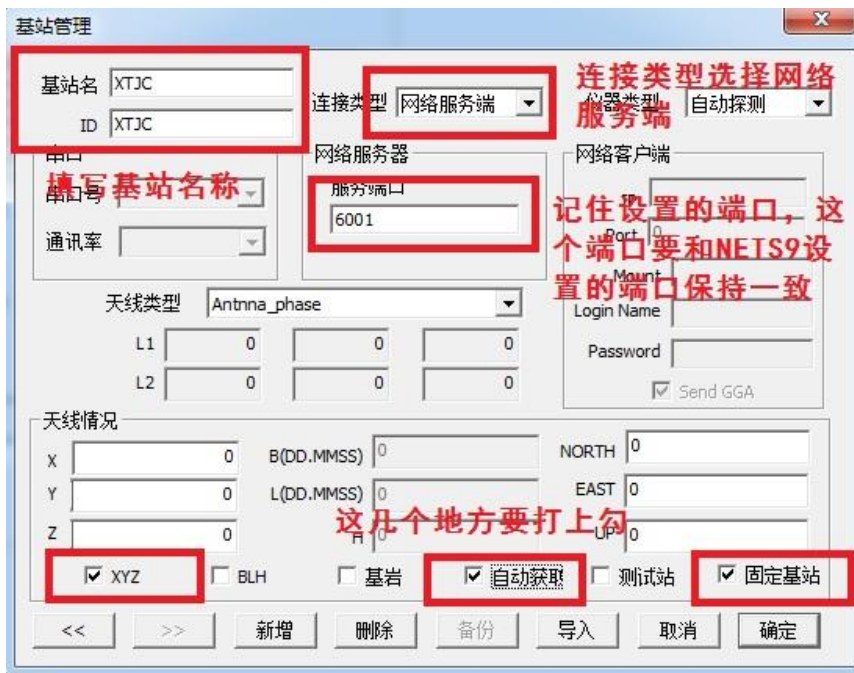 基站管理
基站名 XTJC
ID XTJC
连接类型 网络服务端
仪器类型 自动探测
连接类型选择网络
服务端
串口
填写基站名称
串口号
通讯率
网络服务器
服务端口
6001
网络客户端
Port 0
Mount
Login Name
Password
Send GGA
记住设置的端口，这
个端口要和NETS9设
置的端口保持一致
天线类型 Antnna_phase
L1 0 0 0
L2 0 0 0
天线情况
X 0 B(DD.MMSS) 0 NORTH 0
Y 0 L(DD.MMSS) 0 EAST 0
这几个地方要打上勾
Z 0 H 0 UP 0
XYZ BLH 基岩 自动获取 测试站 固定基站
<< >> 新增 删除 备份 导入 取消 确定